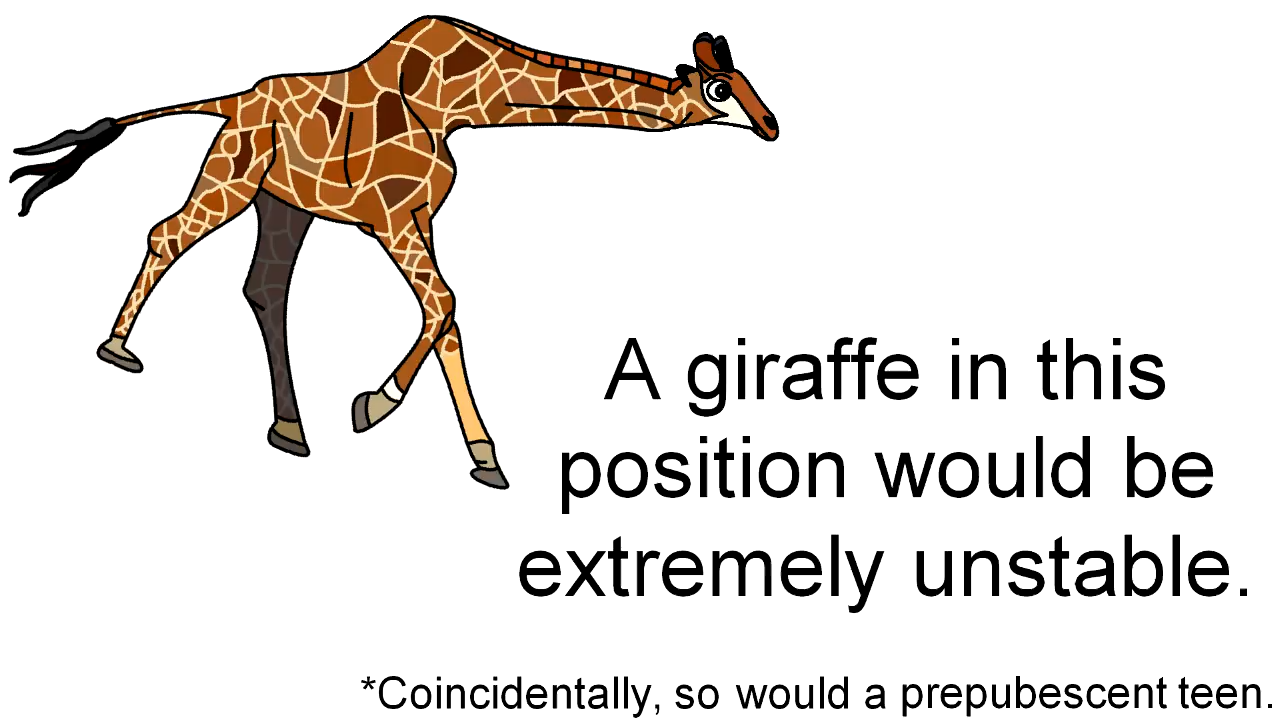 A giraffe in this
position would be
extremely unstable.
*Coincidentally, so would a prepubescent teen.